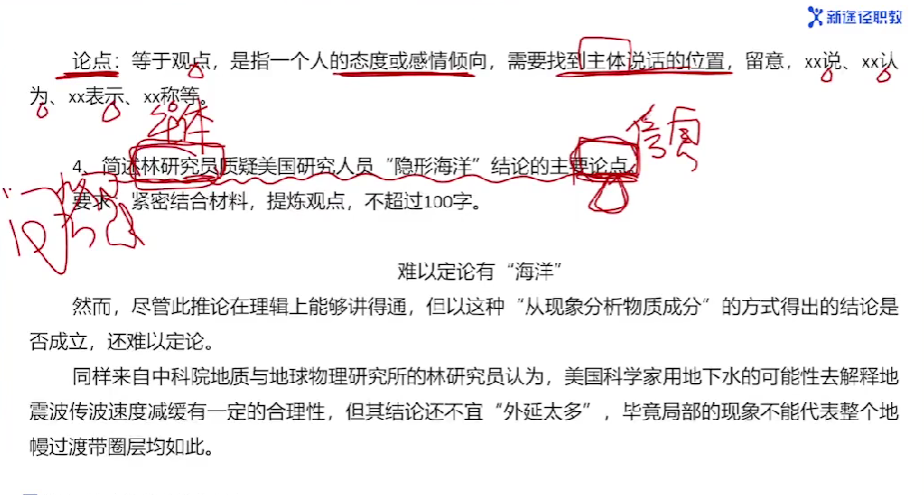 新途径职教
论点：等于观点，是指一个人的态度或感情倾向，需要找到主体说话的位置，留意，xx说、xx认
为、xx表示、xx称等。
4、简述林研究员质疑美国研究人员“隐形海洋”结论的主要论点。
要求：紧密结合材料，提炼观点，不超过100字。
难以定论有“海洋”
然而，尽管此推论在理辑上能够讲得通，但以这种“从现象分析物质成分”的方式得出的结论是
否成立，还难以定论。
同样来自中科院地质与地球物理研究所的林研究员认为，美国科学家用地下水的可能性去解释地
震波传波速度减缓有一定的合理性，但其结论还不宜“外延太多”，毕竟局部的现象不能代表整个地
幔过渡带圈层均如此。